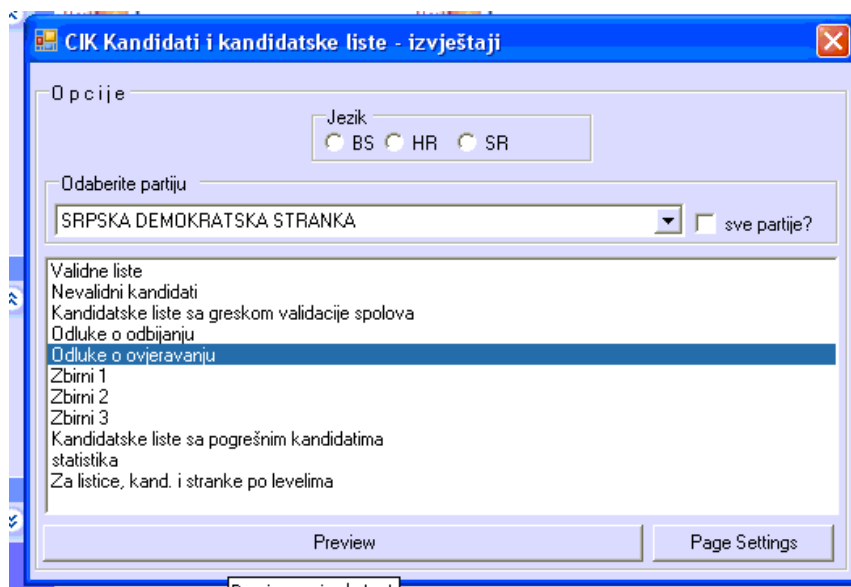 CIK Kandidati i kandidatske liste - izvještaji
Opcije
Jezik
BS HR SR
Odaberite partiju
SRPSKA DEMOKRATSKA STRANKA
sve partije?
Validne liste
Nevalidni kandidati
Kandidatske liste sa greskom validacije spolova
Odluke o odbijanju
Odluke o ovjeravanju
Zbirni 1
Zbirni 2
Zbirni 3
Kandidatske liste sa pogrešnim kandidatima
statistika
Za listice, kand. i stranke po levelima
Preview Page Settings